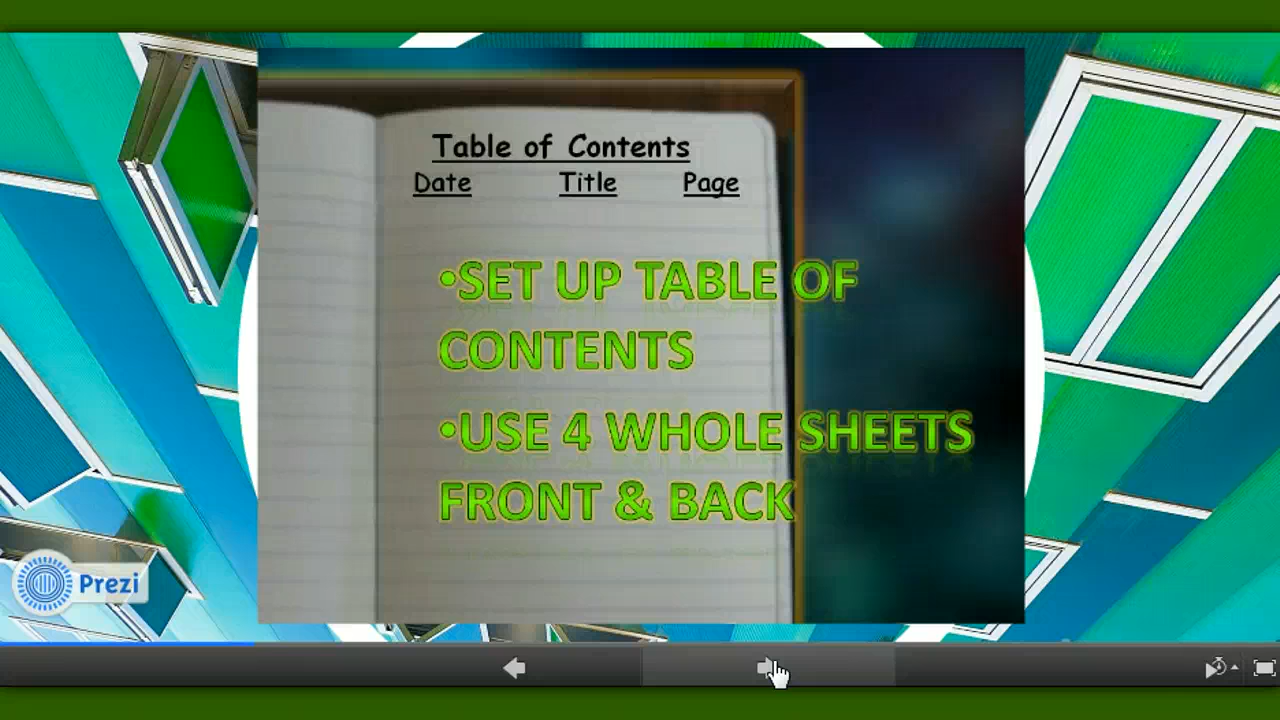 Table of Contents
Date Title Page
•SET UP TABLE OF
CONTENTS
•USE 4 WHOLE SHEETS
FRONT & BACK
Prezi